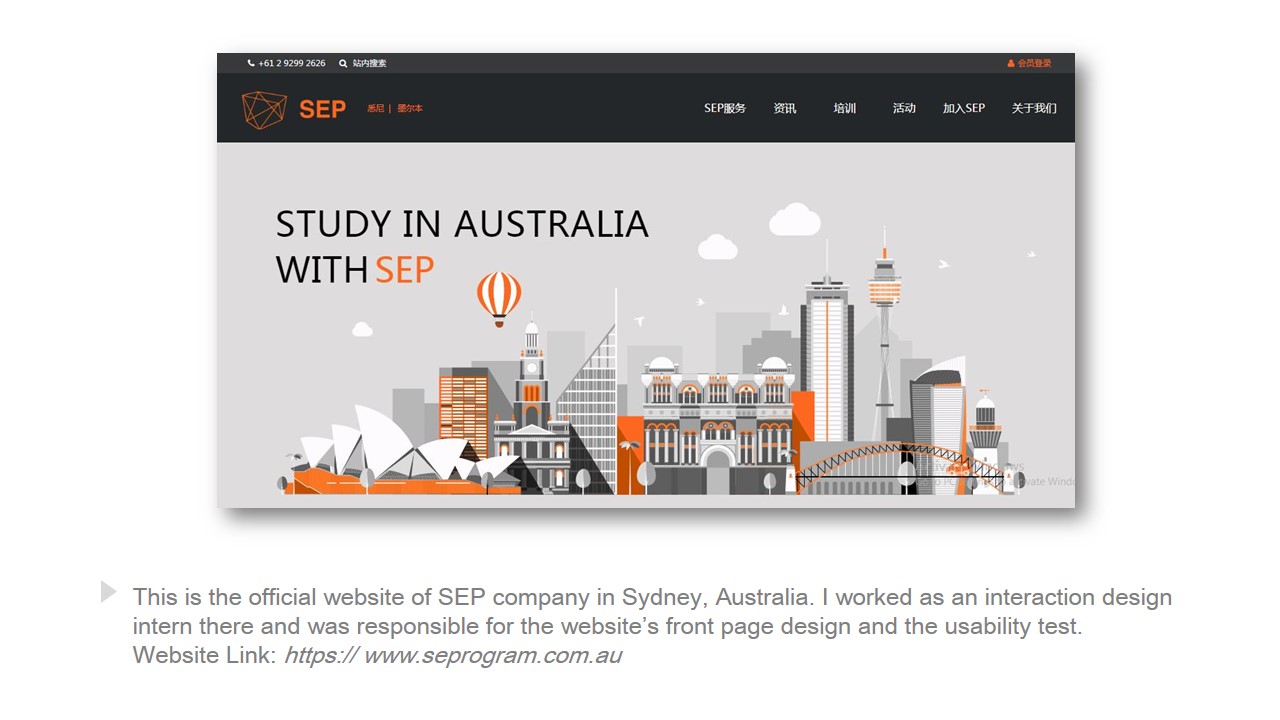 +61 2 9299 2626 站内搜索 会员登录
SEP 悉尼 | 墨尔本 SEP服务 资讯 培训 活动 加入SEP 关于我们
STUDY IN AUSTRALIA
WITH SEP
This is the official website of SEP company in Sydney, Australia. I worked as an interaction design
intern there and was responsible for the website’s front page design and the usability test.
Website Link: https:// www.seprogram.com.au